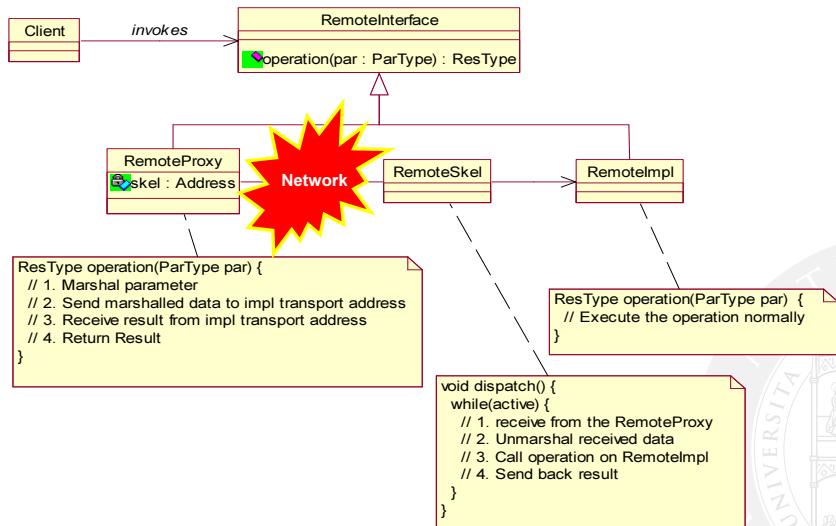 Client
invokes
RemoteInterface
operation(par : ParType) : ResType
RemoteProxy
skel : Address
Network
RemoteSkel
RemoteImpl
ResType operation(ParType par) {
// 1. Marshal parameter
// 2. Send marshalled data to impl transport address
// 3. Receive result from impl transport address
// 4. Return Result
}
ResType operation(ParType par) {
// Execute the operation normally
}
void dispatch() {
while(active) {
// 1. receive from the RemoteProxy
// 2. Unmarshal received data
// 3. Call operation on RemoteImpl
// 4. Send back result
}
}
UNIVERSITA